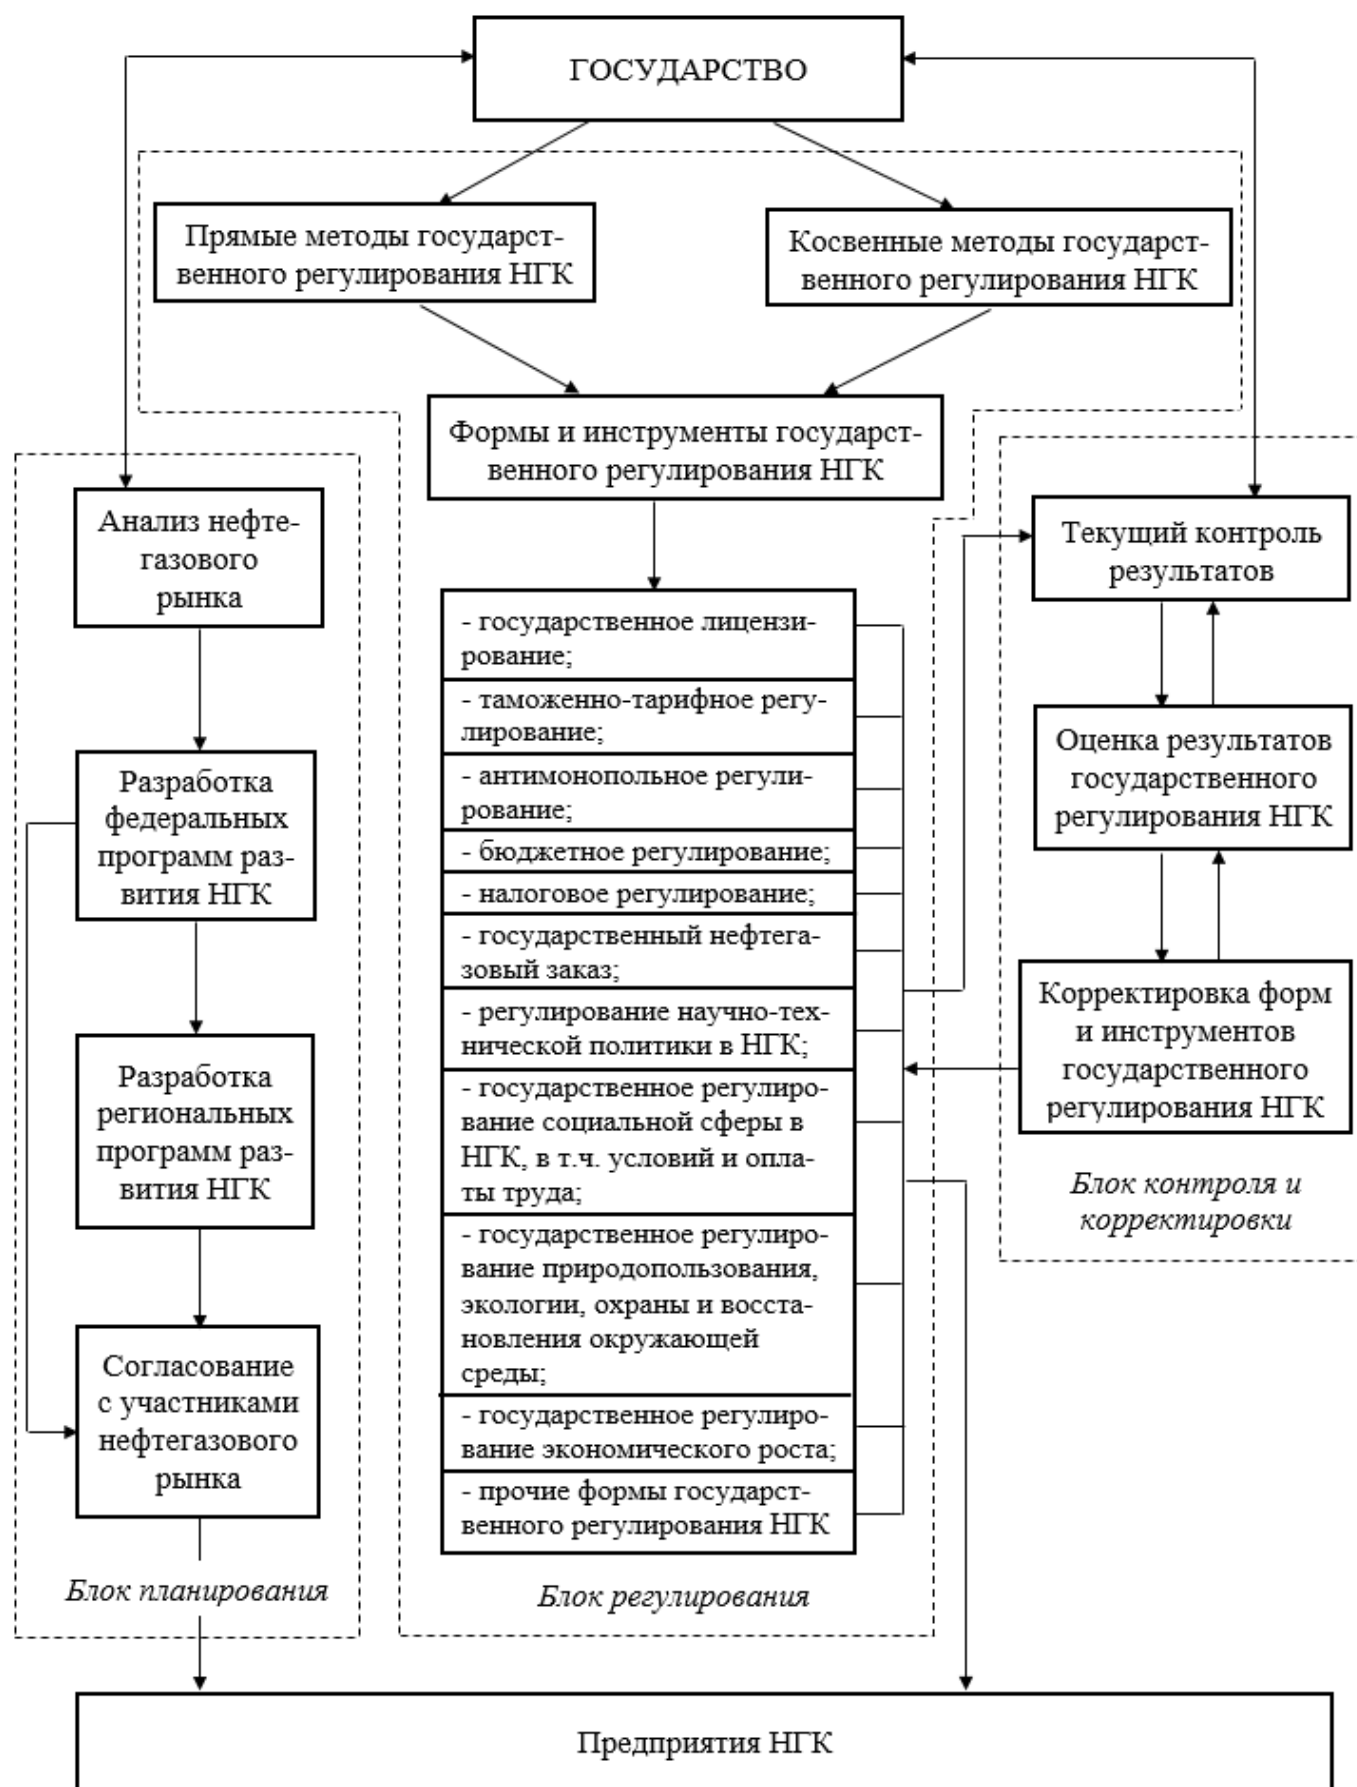 ГОСУДАРСТВО
Прямые методы государст-
венного регулирования НГК
Косвенные методы государст-
венного регулирования НГК
Формы и инструменты государст-
венного регулирования НГК
Анализ нефте-
газового
рынка
Разработка
федеральных
программ раз-
вития НГК
Разработка
региональных
программ раз-
вития НГК
Согласование
с участниками
нефтегазового
рынка
Блок планирования
- государственное лицензи-
рование;
- таможенно-тарифное регу-
лирование;
- антимонопольное регули-
рование;
- бюджетное регулирование;
- налоговое регулирование;
- государственный нефтега-
зовый заказ;
- регулирование научно-тех-
нической политики в НГК;
- государственное регулиро-
вание социальной сферы в
НГК, в т.ч. условий и опла-
ты труда;
- государственное регулиро-
вание природопользования,
экологии, охраны и восста-
новления окружающей
среды;
- государственное регулиро-
вание экономического роста;
- прочие формы государст-
венного регулирования НГК
Блок регулирования
Текущий контроль
результатов
Оценка результатов
государственного
регулирования НГК
Корректировка форм
и инструментов
государственного
регулирования НГК
Блок контроля и
корректировки
Предприятия НГК